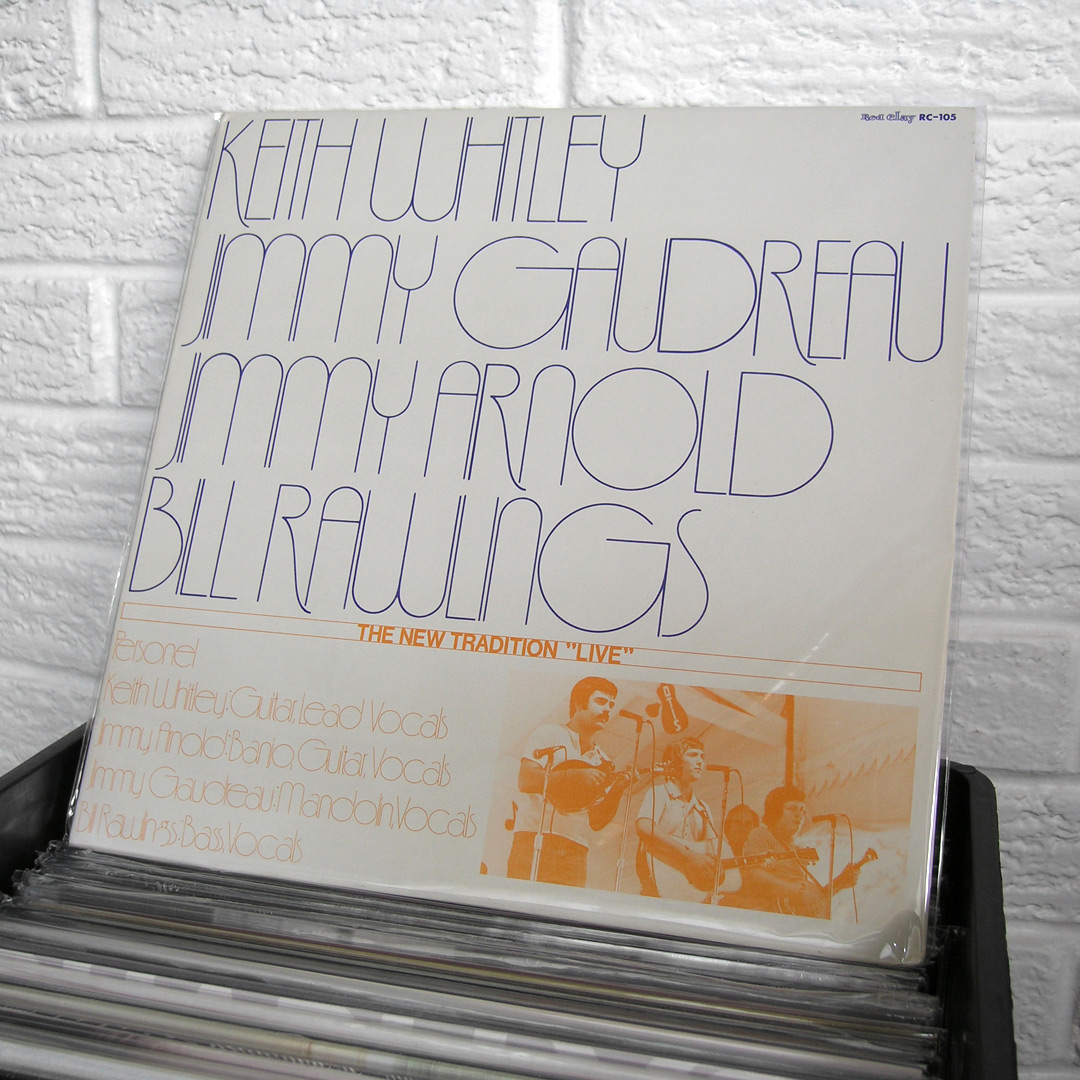 Red Clay RC-105
KEITH WHITLEY
JIMMY GAUDREAU
JIMMY ARNOLD
BILL RAWLINGS
THE NEW TRADITION "LIVE"
Personel
Keith Whitley:Guitar,Lead Vocals
Jimmy Arnold:Banjo,Guitar,Vocals
Jimmy Gaudeau:Mandolin,Vocals
Bill Rawlings:Bass,Vocals